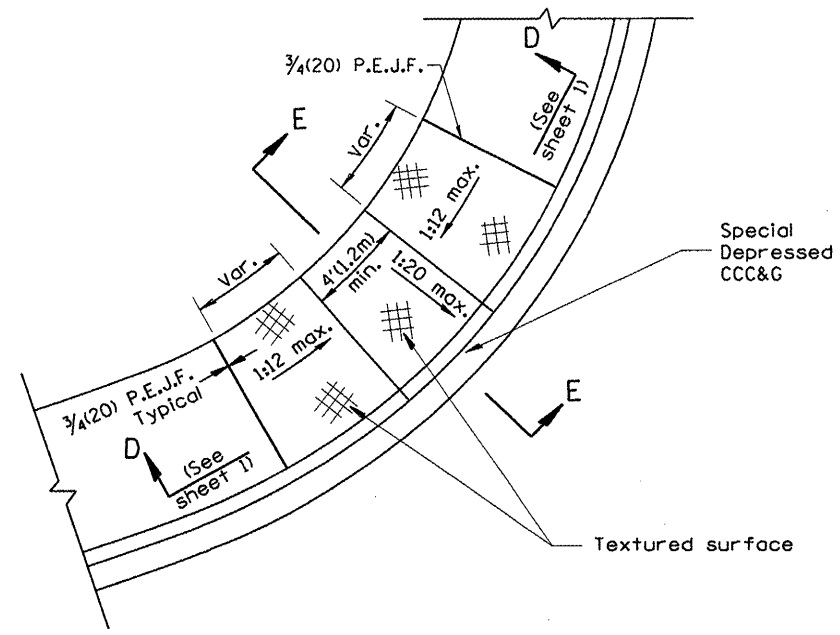 D
¾(20) P.E.J.F.
(See
sheet 1)
E
Var.
1:12 max.
Special
Depressed
CCC&G
4'(1.2m)
min.
1:20 max.
Var.
1:12 max.
¾(20) P.E.J.F.
Typical
E
D
(See
sheet 1)
Textured surface